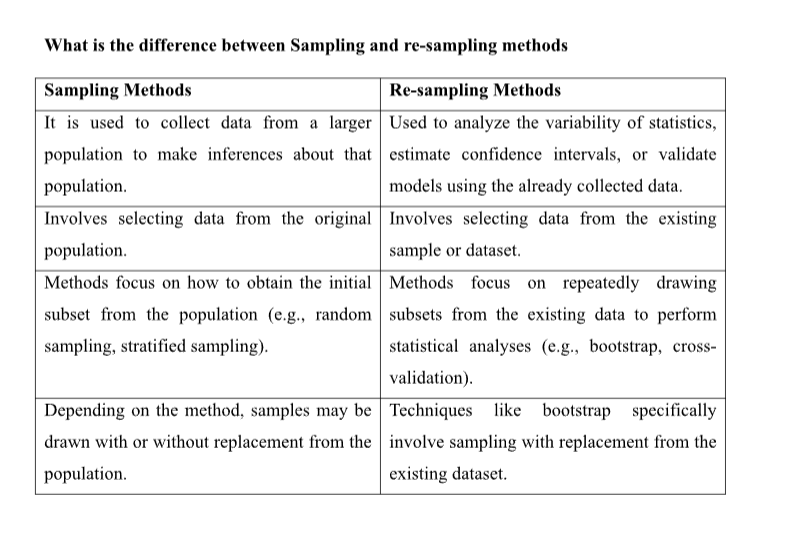 What is the difference between Sampling and re-sampling methods
Sampling Methods
Re-sampling Methods
It is used to collect data from a larger
population to make inferences about that
population.
Used to analyze the variability of statistics,
estimate confidence intervals, or validate
models using the already collected data.
Involves selecting data from the original
population.
Involves selecting data from the existing
sample or dataset.
Methods focus on how to obtain the initial
subset from the population (e.g., random
sampling, stratified sampling).
Methods focus on repeatedly drawing
subsets from the existing data to perform
statistical analyses (e.g., bootstrap, cross-
validation).
Depending on the method, samples may be
drawn with or without replacement from the
population.
Techniques like bootstrap specifically
involve sampling with replacement from the
existing dataset.